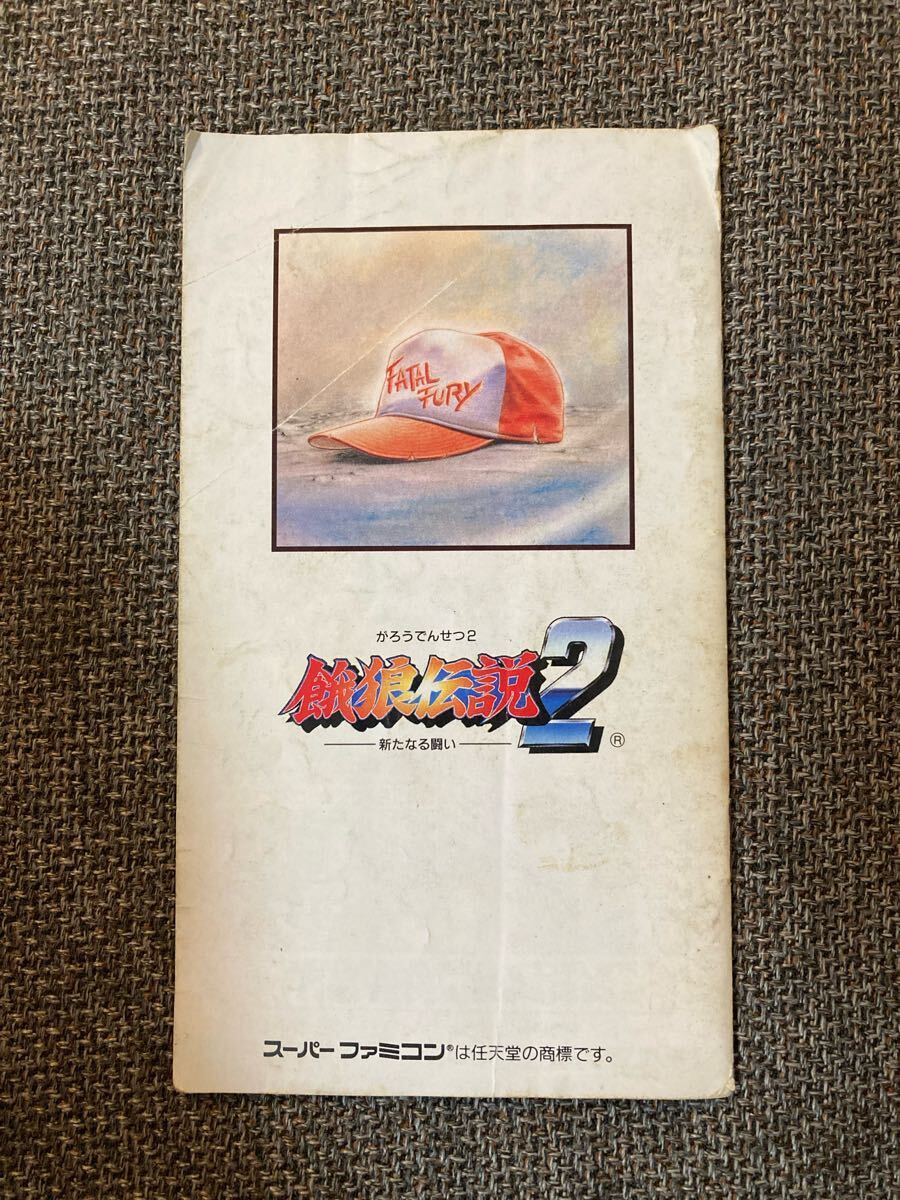 FATAL
FURY
がろうでんせつ2
餓狼伝説2
新たなる闘い
®
スーパーファミコン®は任天堂の商標です。